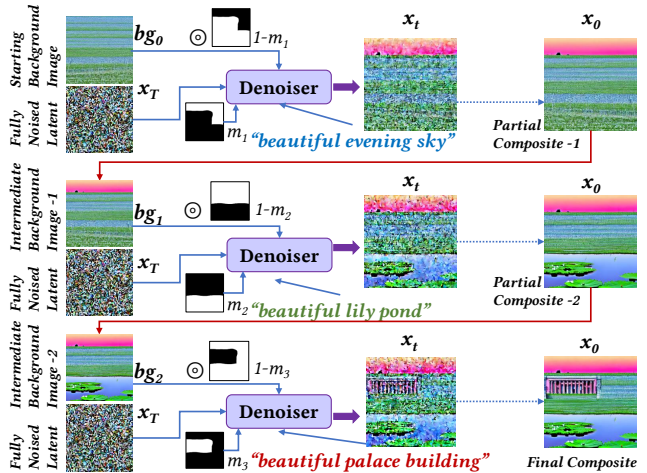 Starting
Background
Image
bg0
1-m1
xt
x0
Fully
Noised
Latent
xT
Denoiser
m1
"beautiful evening sky"
Partial
Composite -1
Intermediate
Background
Image -1
bg1
1-m2
xt
x0
Fully
Noised
Latent
xT
Denoiser
m2
"beautiful lily pond"
Partial
Composite -2
Intermediate
Background
Image -2
bg2
1-m3
xt
x0
Fully
Noised
Latent
xT
Denoiser
m3
"beautiful palace building"
Final Composite